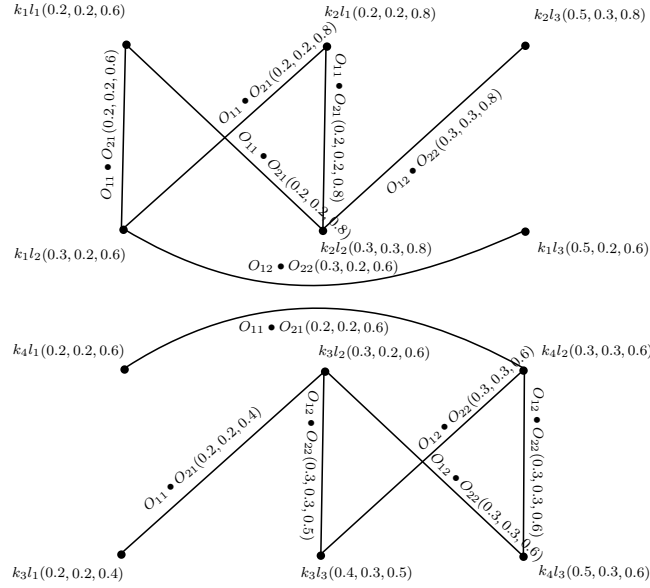 k₁l₁(0.2, 0.2, 0.6)
k₂l₁(0.2, 0.2, 0.8)
k₂l₃(0.5, 0.3, 0.8)
O₁₁ • O₂₁(0.2, 0.2, 0.6)
O₁₁ • O₂₁(0.2, 0.2, 0.8)
O₁₁ • O₂₁(0.2, 0.2, 0.8)
O₁₁ • O₂₁(0.2, 0.2, 0.8)
O₁₂ • O₂₂(0.3, 0.3, 0.8)
k₁l₂(0.3, 0.2, 0.6)
k₂l₂(0.3, 0.3, 0.8)
k₁l₃(0.5, 0.2, 0.6)
O₁₂ • O₂₂(0.3, 0.2, 0.6)
O₁₁ • O₂₁(0.2, 0.2, 0.6)
k₄l₁(0.2, 0.2, 0.6)
k₃l₂(0.3, 0.2, 0.6)
k₄l₂(0.3, 0.3, 0.6)
O₁₁ • O₂₁(0.2, 0.2, 0.4)
O₁₂ • O₂₂(0.3, 0.3, 0.5)
O₁₂ • O₂₂(0.3, 0.3, 0.6)
O₁₂ • O₂₂(0.3, 0.3, 0.6)
O₁₂ • O₂₂(0.3, 0.3, 0.6)
k₃l₁(0.2, 0.2, 0.4)
k₃l₃(0.4, 0.3, 0.5)
k₄l₃(0.5, 0.3, 0.6)